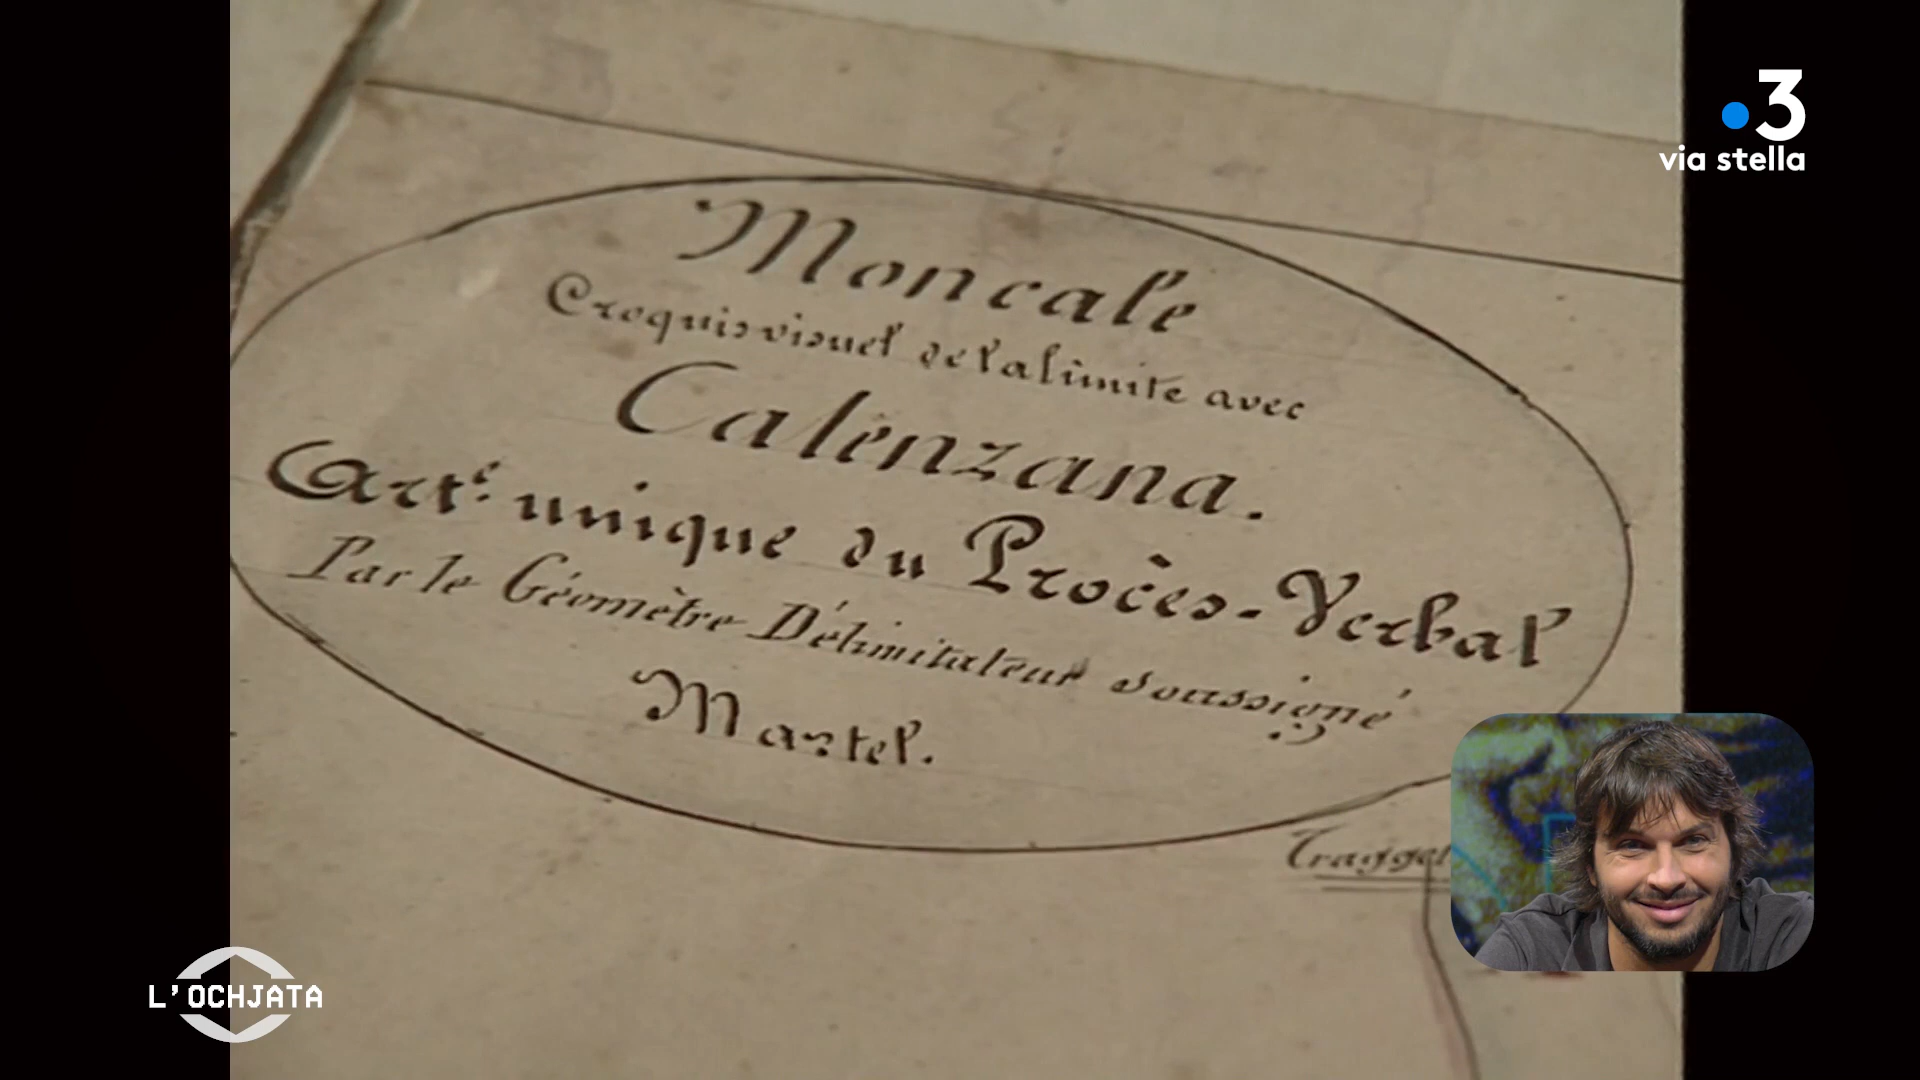 3
via stella
Moncale
Croquis visuel de la limite avec
Calenzana.
Art.e unique du Procès-Verbal
Par le Géomètre Délimitateur soussigné
Martel.
L'OCHJATA